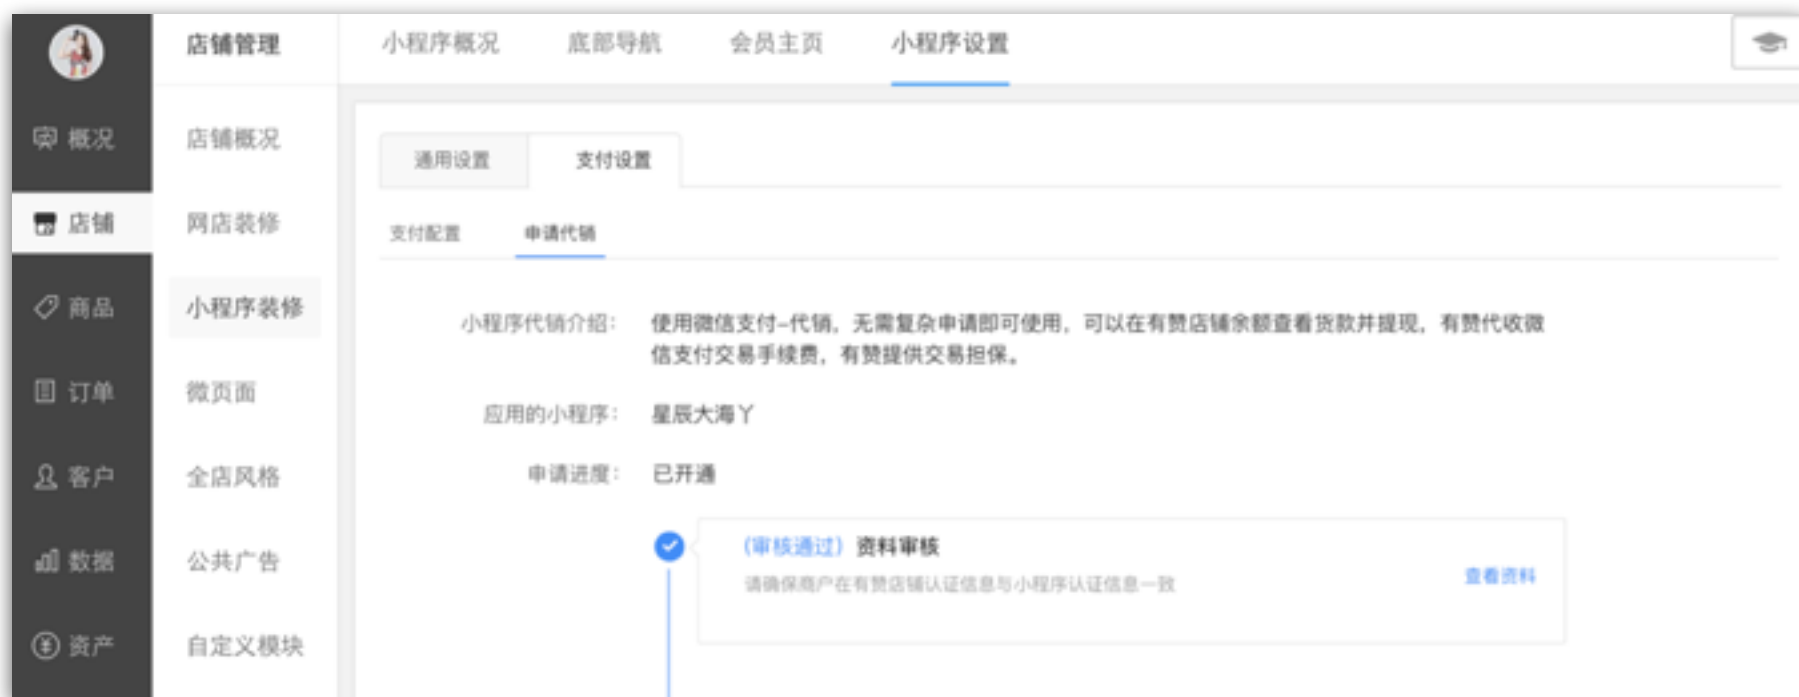 店铺管理
小程序概况
底部导航
会员主页
小程序设置
概况
店铺
商品
订单
客户
数据
资产
店铺概况
网店装修
小程序装修
微页面
全店风格
公共广告
自定义模块
通用设置
支付设置
支付配置
申请代销
小程序代销介绍：
使用微信支付-代销，无需复杂申请即可使用，可以在有赞店铺余额查看货款并提现，有赞代收微
信支付交易手续费，有赞提供交易担保。
应用的小程序：
星辰大海丫
申请进度：
已开通
(审核通过) 资料审核
请确保商户在有赞店铺认证信息与小程序认证信息一致
查看资料